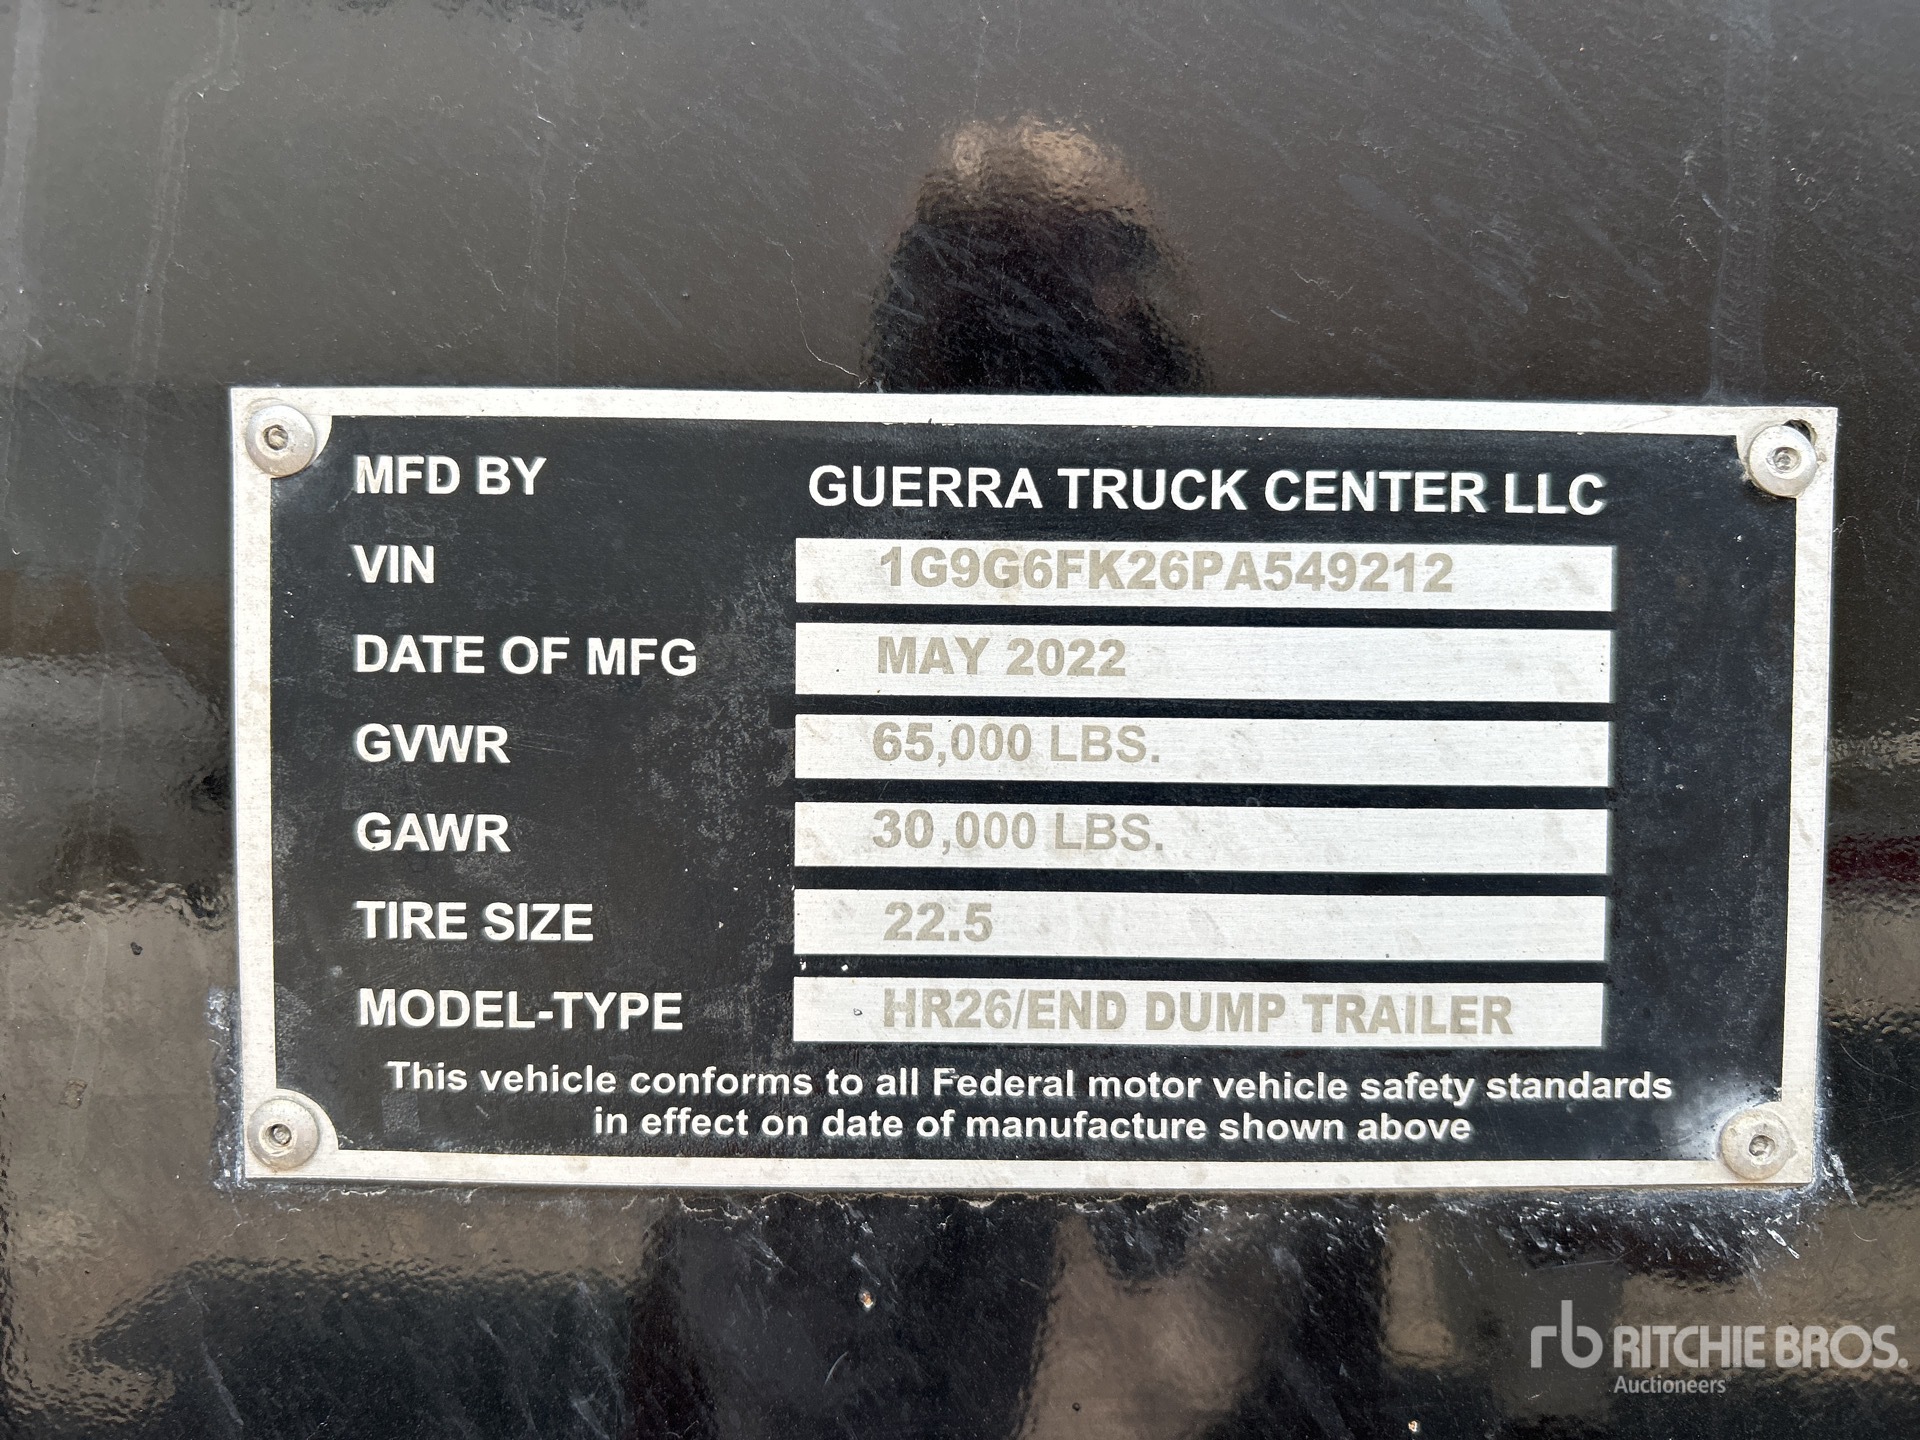 MFD BY GUERRA TRUCK CENTER LLC
VIN 1G9G6FK26PA549212
DATE OF MFG MAY 2022
GVWR 65,000 LBS.
GAWR 30,000 LBS.
TIRE SIZE 22.5
MODEL-TYPE HR26/END DUMP TRAILER
This vehicle conforms to all Federal motor vehicle safety standards
in effect on date of manufacture shown above
rb RITCHIE BROS.
Auctioneers